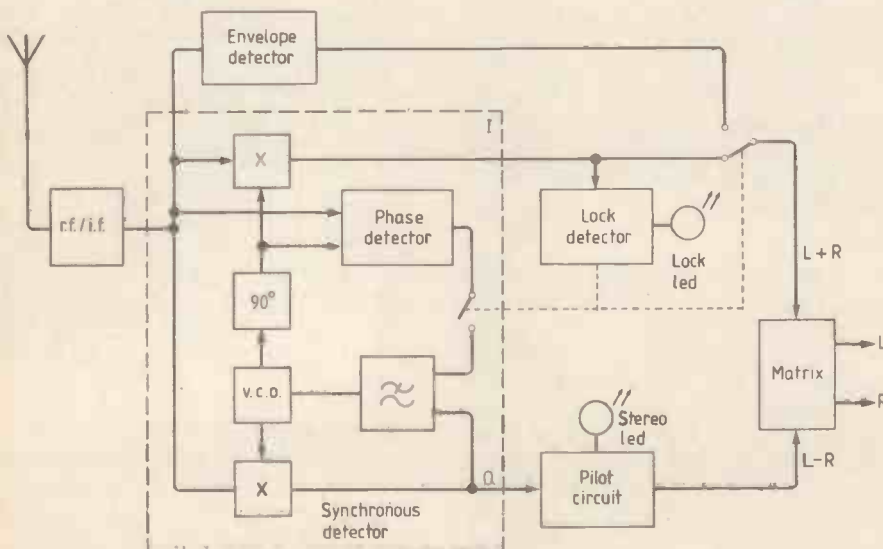 Envelope
detector
I
X
r.f./i.f.
Phase
detector
Lock
detector
Lock
led
L+R
90°
v.c.o.
Matrix
L
R
Stereo
led
L−R
X
Q
Synchronous
detector
Pilot
circuit